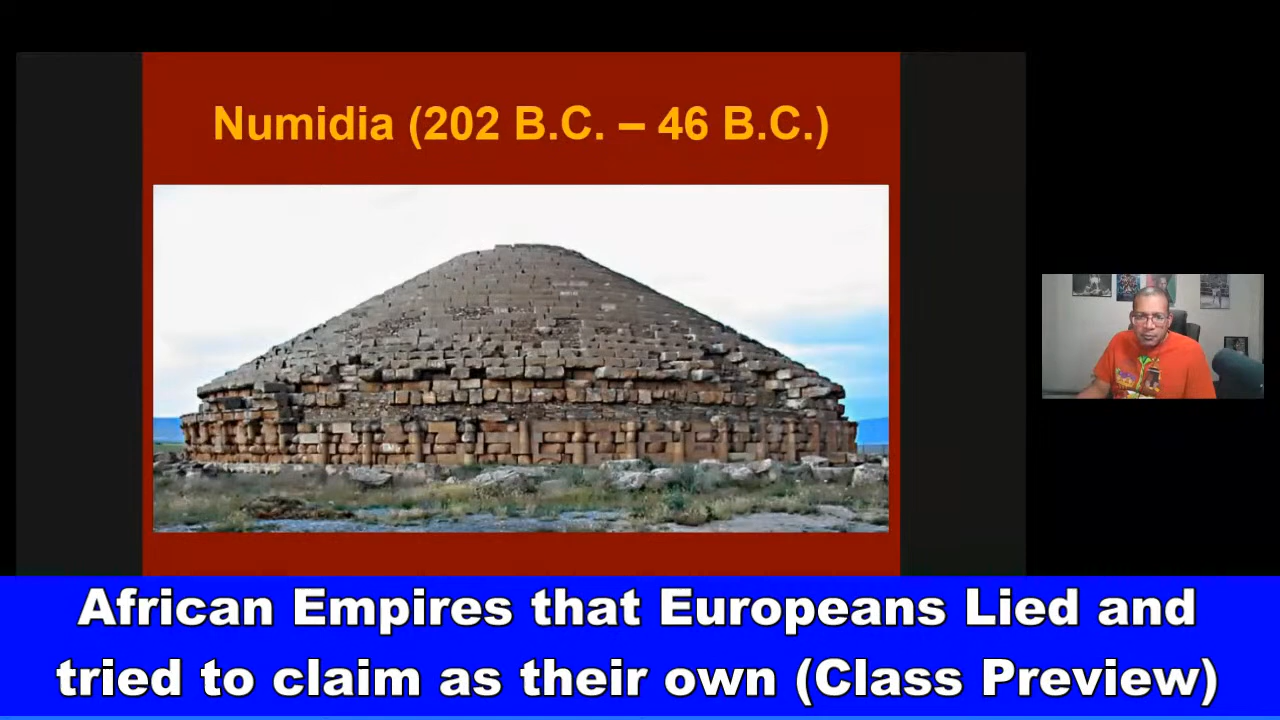 Numidia (202 B.C. – 46 B.C.)
African Empires that Europeans Lied and
tried to claim as their own (Class Preview)